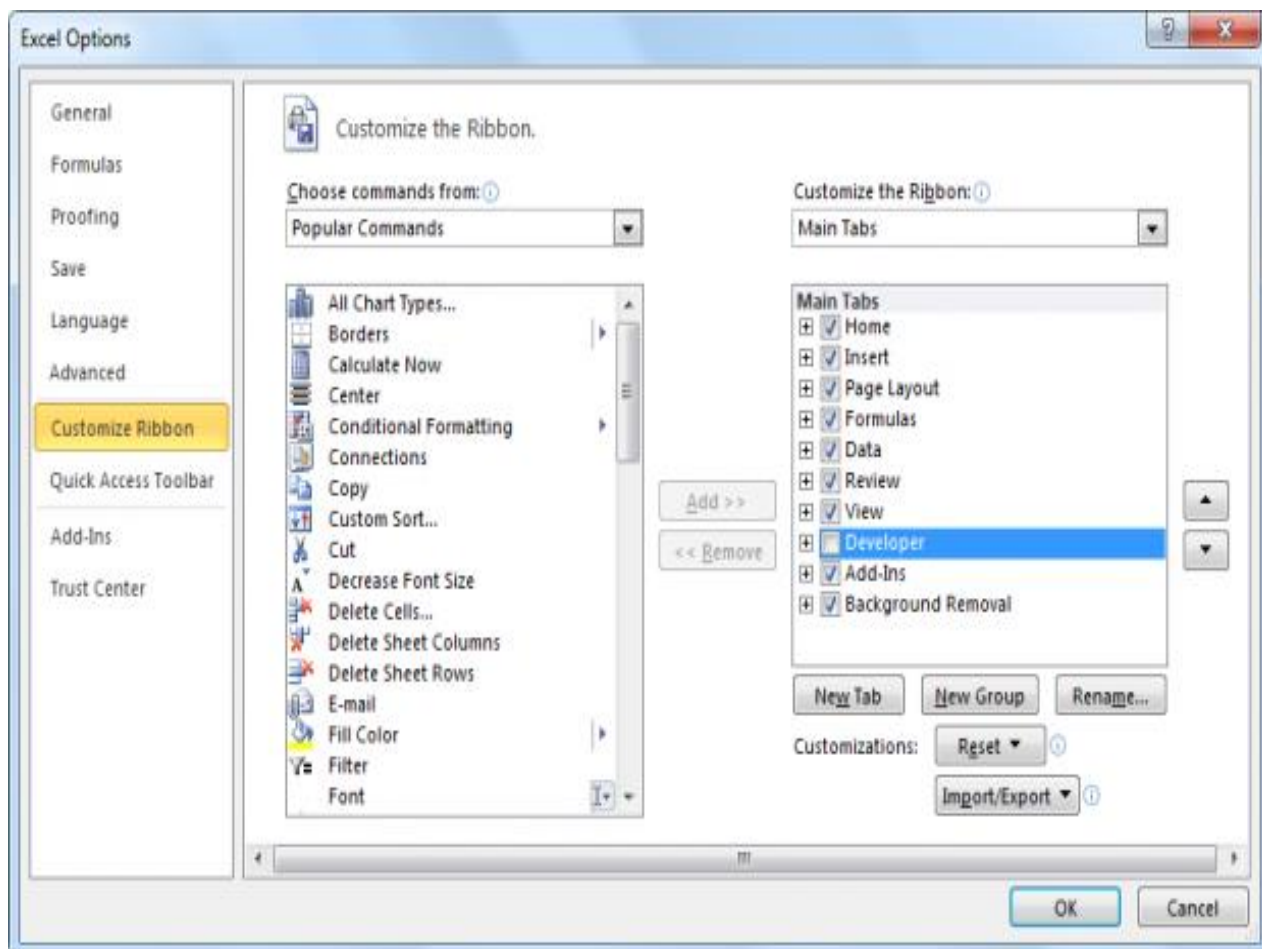 Excel Options
General
Formulas
Proofing
Save
Language
Advanced
Customize Ribbon
Quick Access Toolbar
Add-Ins
Trust Center
Customize the Ribbon.
Choose commands from:
Popular Commands
All Chart Types...
Borders
Calculate Now
Center
Conditional Formatting
Connections
Copy
Custom Sort...
Cut
Decrease Font Size
Delete Cells...
Delete Sheet Columns
Delete Sheet Rows
E-mail
Fill Color
Filter
Font
Add >>
<< Remove
Customize the Ribbon:
Main Tabs
Main Tabs
Home
Insert
Page Layout
Formulas
Data
Review
View
Developer
Add-Ins
Background Removal
New Tab
New Group
Rename...
Customizations:
Reset
Import/Export
OK
Cancel